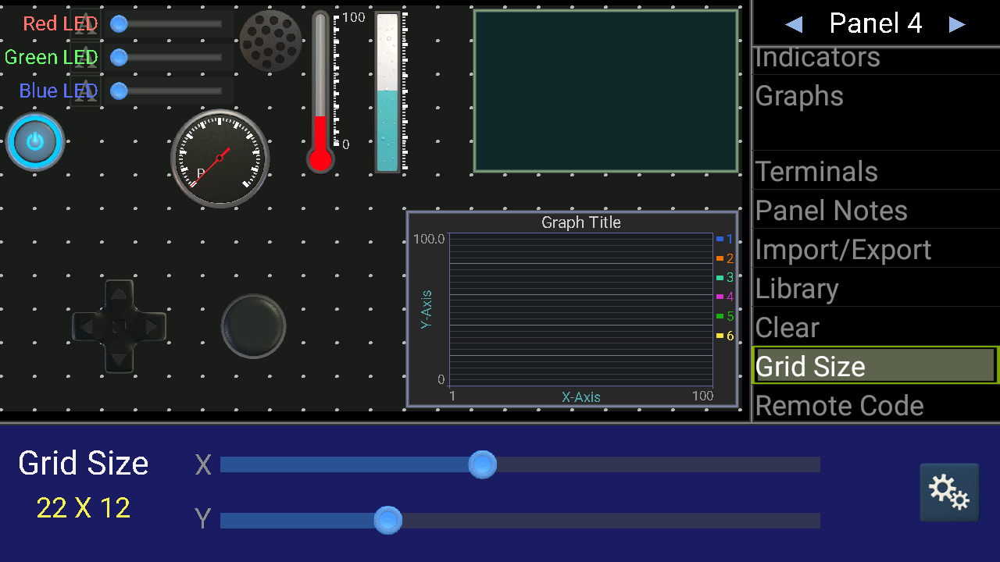 Red LED
A
Green LED
A
Blue LED
A
100
0
P
Graph Title
100.0
Y-Axis
0
1
X-Axis
100
1
2
3
4
5
6
Panel 4
Indicators
Graphs
Terminals
Panel Notes
Import/Export
Library
Clear
Grid Size
Remote Code
Grid Size
22 X 12
X
Y